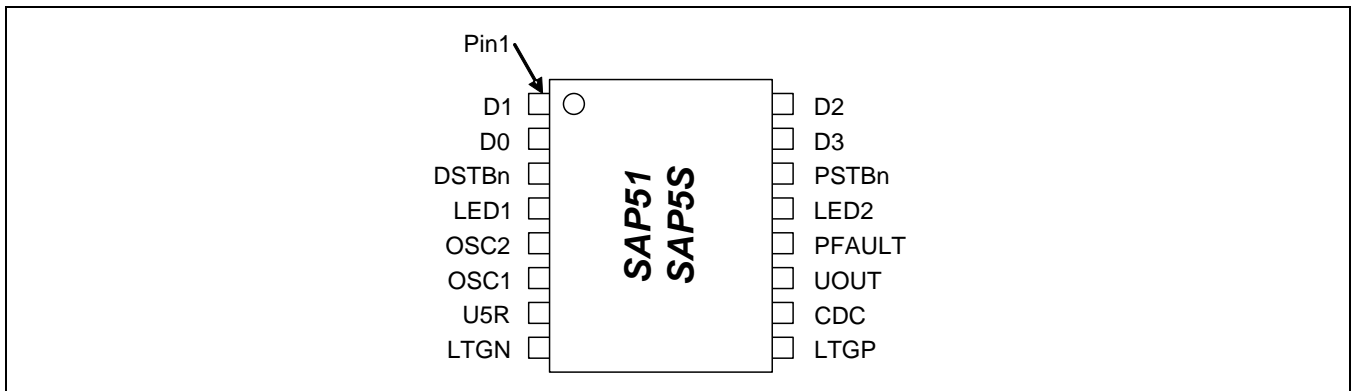 Pin1
D1 D2
D0 D3
DSTBn PSTBn
LED1 LED2
OSC2 PFAULT
OSC1 UOUT
U5R CDC
LTGN LTGP
SAP51
SAP5S